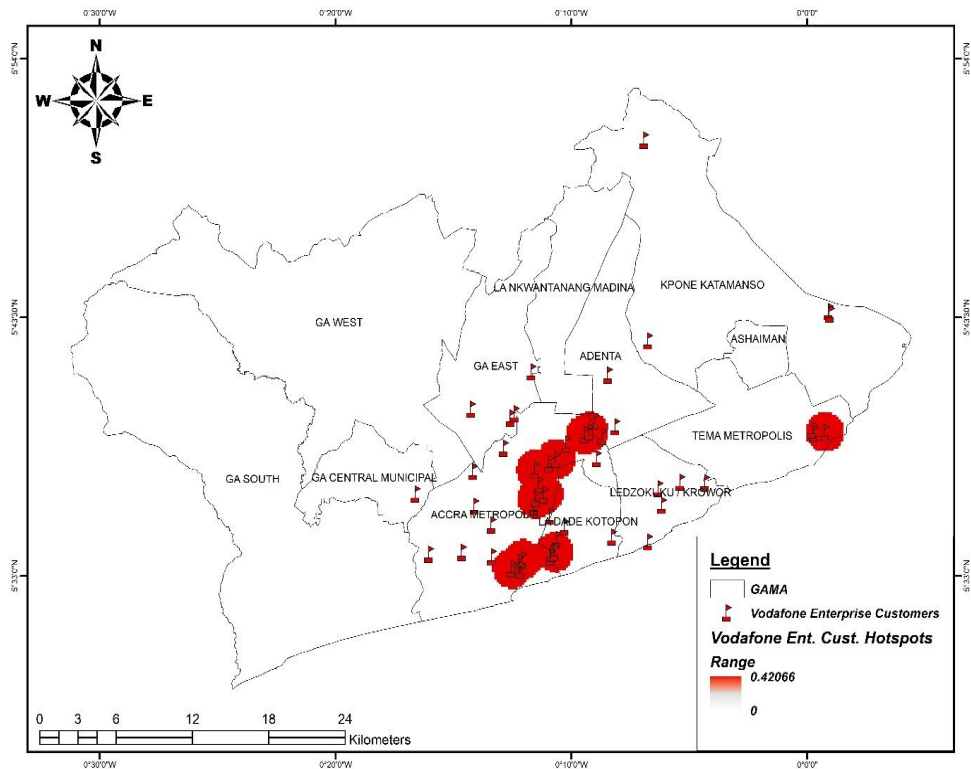 0°30'0"W 0°20'0"W 0°10'0"W 0°0'0"
5°54'0"N 5°54'0"N
N
W E
S
LA NKWANTANANG MADINA
KPONE KATAMANSO
5°43'30"N 5°43'30"N
GA WEST
ASHAIMAN
GA EAST
ADENTA
TEMA METROPOLIS
GA SOUTH
GA CENTRAL MUNICIPAL
LEDZOKUKU / KROWOR
ACCRA METROPOLIS
LA DADE KOTOPON
5°33'0"N 5°33'0"N
Legend
GAMA
Vodafone Enterprise Customers
Vodafone Ent. Cust. Hotspots
Range
0.42066
0
0 3 6 12 18 24
Kilometers
0°30'0"W 0°20'0"W 0°10'0"W 0°0'0"